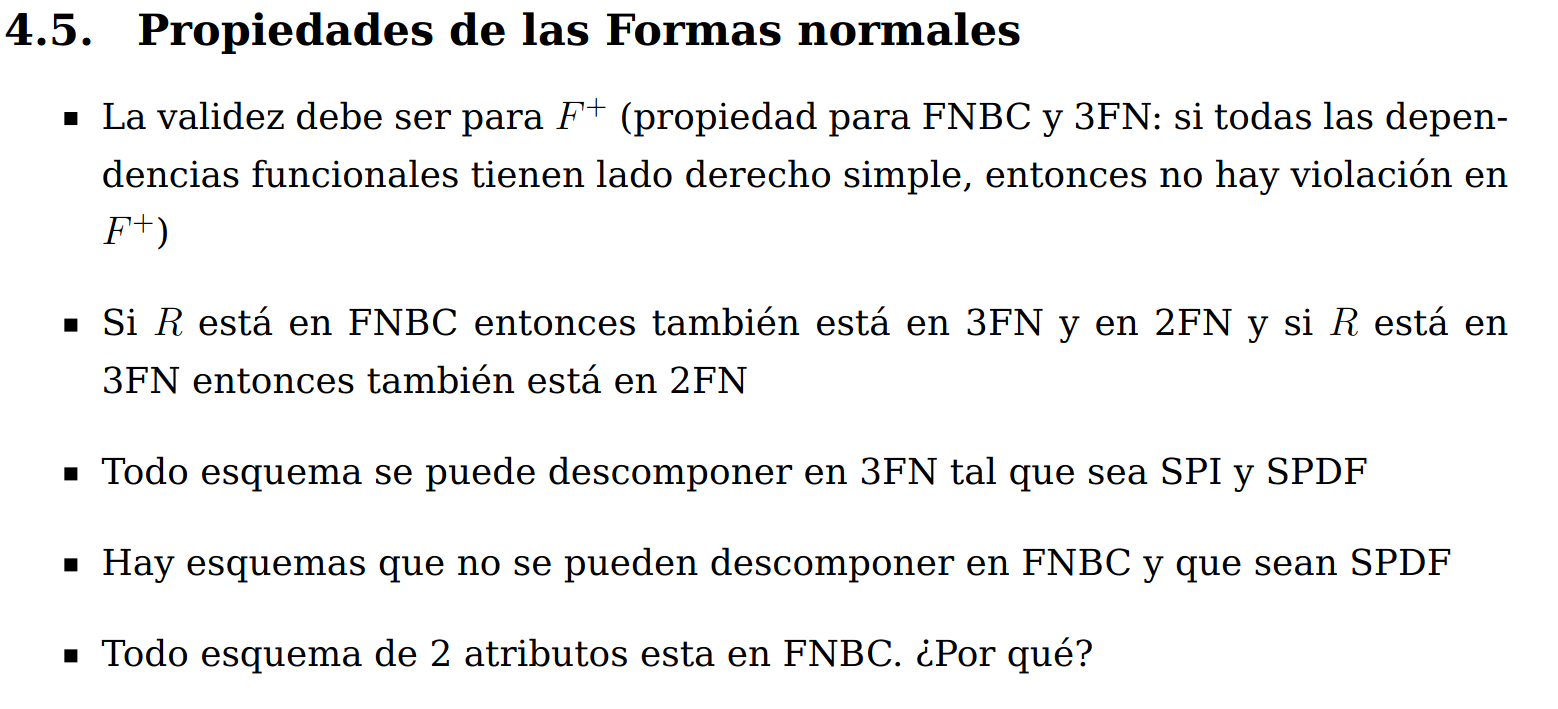 4.5. Propiedades de las Formas normales
▪ La validez debe ser para F⁺ (propiedad para FNBC y 3FN: si todas las depen-
dencias funcionales tienen lado derecho simple, entonces no hay violación en
F⁺)
▪ Si R está en FNBC entonces también está en 3FN y en 2FN y si R está en
3FN entonces también está en 2FN
▪ Todo esquema se puede descomponer en 3FN tal que sea SPI y SPDF
▪ Hay esquemas que no se pueden descomponer en FNBC y que sean SPDF
▪ Todo esquema de 2 atributos esta en FNBC. ¿Por qué?